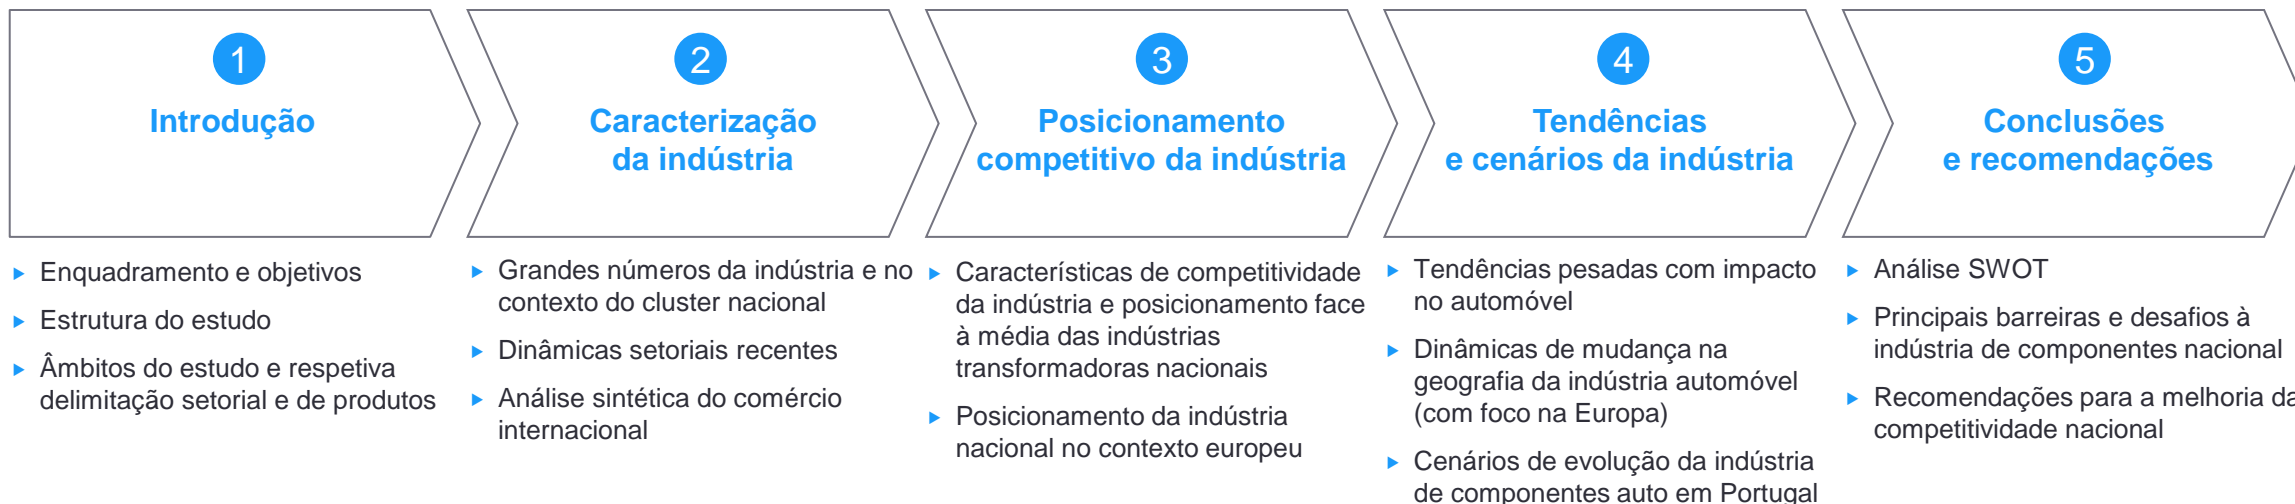 1
Introdução
Enquadramento e objetivos
Estrutura do estudo
Âmbitos do estudo e respetiva
delimitação setorial e de produtos
2
Caracterização
da indústria
Grandes números da indústria e no
contexto do cluster nacional
Dinâmicas setoriais recentes
Análise sintética do comércio
internacional
3
Posicionamento
competitivo da indústria
Características de competitividade
da indústria e posicionamento face
à média das indústrias
transformadoras nacionais
Posicionamento da indústria
nacional no contexto europeu
4
Tendências
e cenários da indústria
Tendências pesadas com impacto
no automóvel
Dinâmicas de mudança na
geografia da indústria automóvel
(com foco na Europa)
Cenários de evolução da indústria
de componentes auto em Portugal
5
Conclusões
e recomendações
Análise SWOT
Principais barreiras e desafios à
indústria de componentes nacional
Recomendações para a melhoria da
competitividade nacional